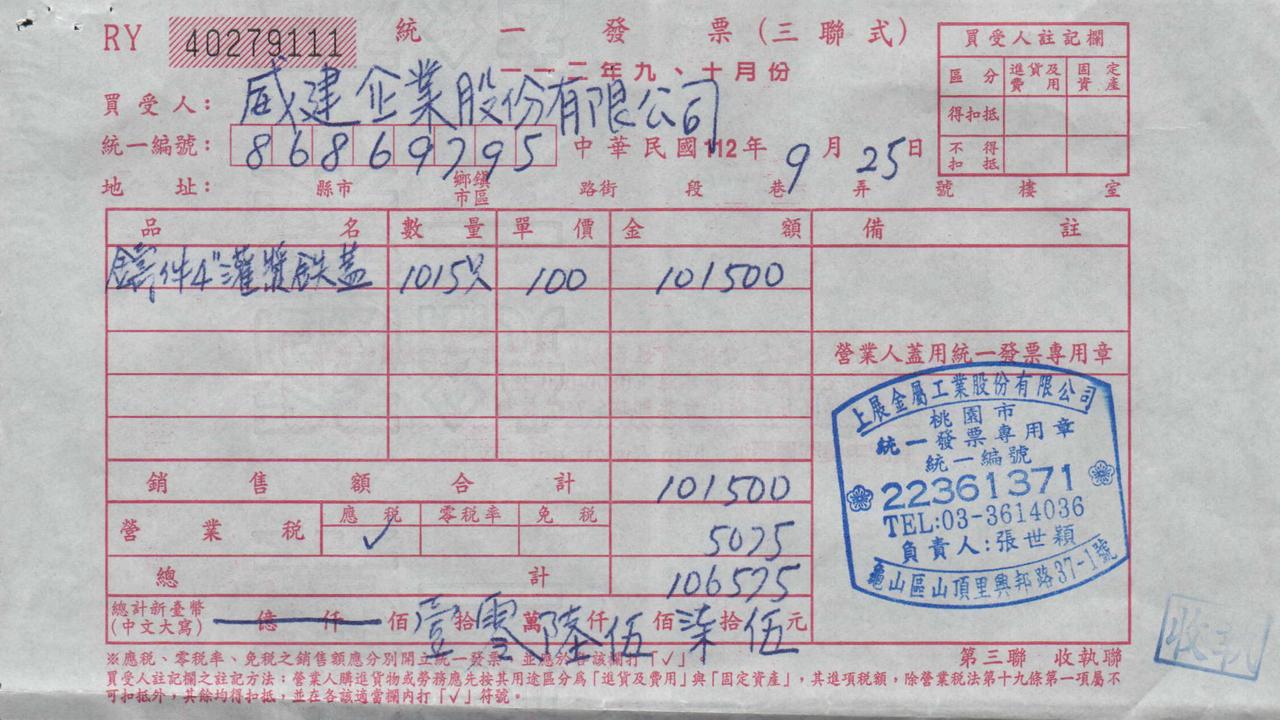 RY 40279111 統一發票(三聯式)
一一二年九、十月份
買受人: 威建企業股份有限公司
統一編號: 86869795 中華民國112年9月25日
地址: 縣市 鄉鎮市區 路街 段 巷 弄 號 樓 室
買受人註記欄
區分 進貨及費用 固定資產
得扣抵
不得扣抵
品名 數量 單價 金額 備註
鑄件4"灌漿鉄蓋 1015只 100 101500
營業人蓋用統一發票專用章
上展金屬工業股份有限公司
桃園市
統一發票專用章
統一編號
22361371
TEL:03-3614036
負責人:張世穎
龜山區山頂里興邦路37-1號
銷售額合計 101500
營業稅 應稅 ✓ 零稅率 免稅 5075
總計 106575
總計新臺幣(中文大寫) 億 仟 佰壹拾零萬陸仟伍佰柒拾伍元
※應稅、零稅率、免稅之銷售額應分別開立統一發票,並應於各該欄打「√」
第三聯 收執聯
買受人註記欄之註記方法:營業人購進貨物或勞務應先按其用途區分為「進貨及費用」與「固定資產」,其進項稅額,除營業稅法第十九條第一項屬不
可扣抵外,其餘均得扣抵,並在各該適當欄內打「√」符號。
收執